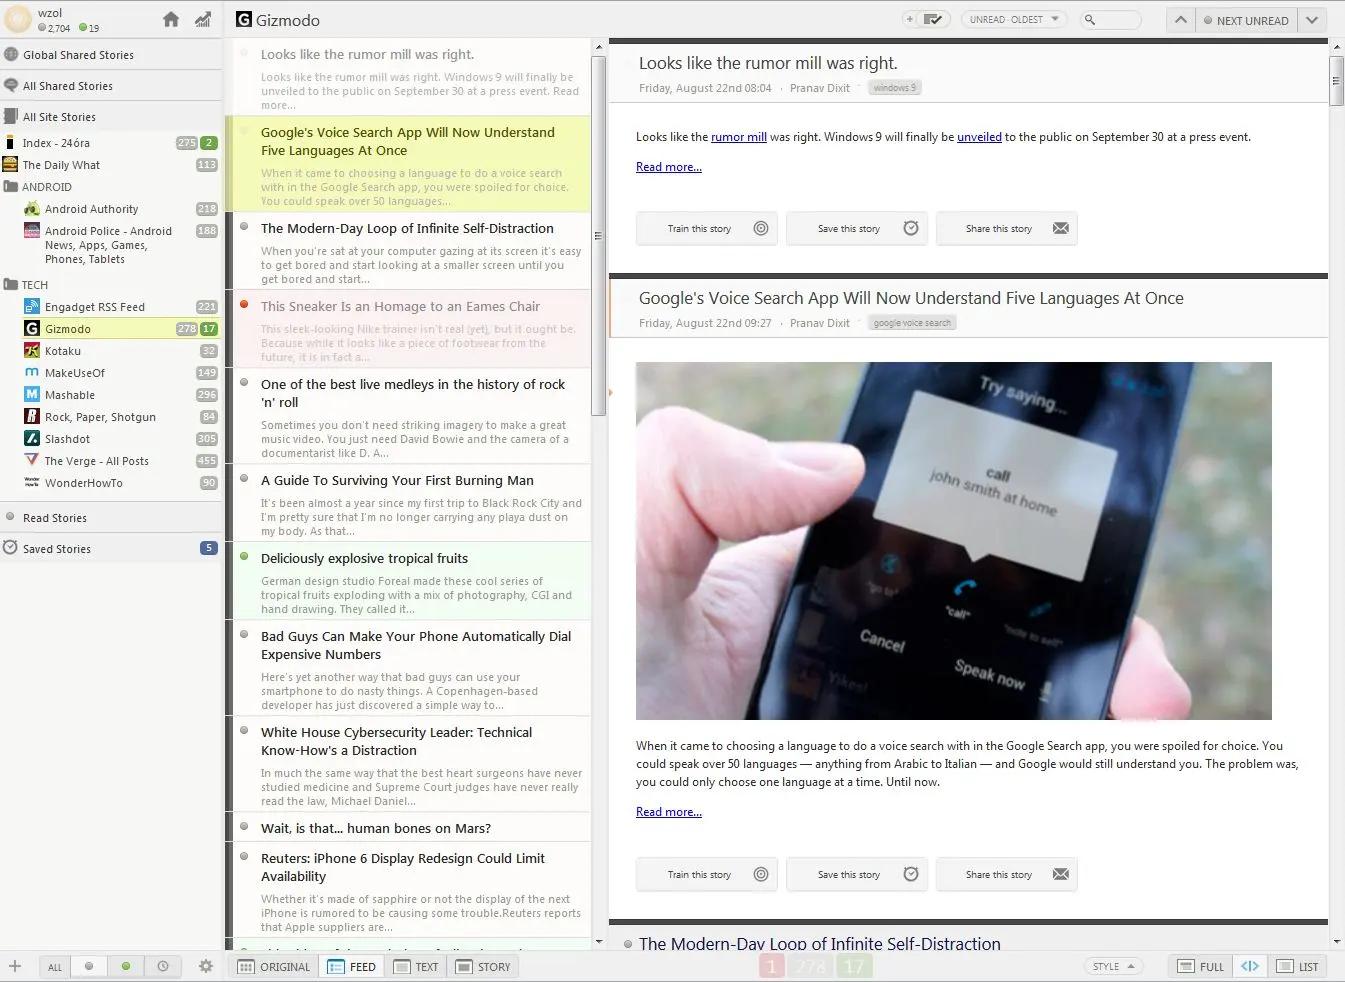 wzol
2,704 19
Global Shared Stories
All Shared Stories
All Site Stories
Index - 24óra 275 2
The Daily What 113
ANDROID
Android Authority 218
Android Police - Android 188
News, Apps, Games,
Phones, Tablets
TECH
Engadget RSS Feed 221
Gizmodo 278 17
Kotaku 32
MakeUseOf 149
Mashable 296
Rock, Paper, Shotgun 84
Slashdot 305
The Verge - All Posts 455
WonderHowTo 90
Read Stories
Saved Stories 5
ALL
Gizmodo
UNREAD · OLDEST
NEXT UNREAD
Looks like the rumor mill was right.
Looks like the rumor mill was right. Windows 9 will finally be
unveiled to the public on September 30 at a press event. Read
more...
Google's Voice Search App Will Now Understand
Five Languages At Once
When it came to choosing a language to do a voice search
with in the Google Search app, you were spoiled for choice.
You could speak over 50 languages...
The Modern-Day Loop of Infinite Self-Distraction
When you're sat at your computer gazing at its screen it's easy
to get bored and start looking at a smaller screen until you
get bored and start...
This Sneaker Is an Homage to an Eames Chair
This sleek-looking Nike trainer isn't real (yet), but it ought be.
Because while it looks like a piece of footwear from the
future, it is in fact a...
One of the best live medleys in the history of rock
'n' roll
Sometimes you don't need striking imagery to make a great
music video. You just need David Bowie and the camera of a
documentarist like D. A...
A Guide To Surviving Your First Burning Man
It's been almost a year since my first trip to Black Rock City and
I'm pretty sure that I'm no longer carrying any playa dust on
my body. As that...
Deliciously explosive tropical fruits
German design studio Foreal made these cool series of
tropical fruits exploding with a mix of photography, CGI and
hand drawing. They called it...
Bad Guys Can Make Your Phone Automatically Dial
Expensive Numbers
Here's yet another way that bad guys can use your
smartphone to do nasty things. A Copenhagen-based
developer has just discovered a simple way to...
White House Cybersecurity Leader: Technical
Know-How's a Distraction
In much the same way that the best heart surgeons have never
studied medicine and Supreme Court judges have never really
read the law, Michael Daniel...
Wait, is that... human bones on Mars?
Reuters: iPhone 6 Display Redesign Could Limit
Availability
Whether it's made of sapphire or not the display of the next
iPhone is rumored to be causing some trouble.Reuters reports
that Apple suppliers are...
ORIGINAL FEED TEXT STORY
1 278 17
Looks like the rumor mill was right.
Friday, August 22nd 08:04 · Pranav Dixit windows 9
Looks like the rumor mill was right. Windows 9 will finally be unveiled to the public on September 30 at a press event.
Read more...
Train this story Save this story Share this story
Google's Voice Search App Will Now Understand Five Languages At Once
Friday, August 22nd 09:27 · Pranav Dixit google voice search
Try saying...
call
john smith at home
"go to"
"call"
"note to self"
Cancel
Speak now
Yikes!
When it came to choosing a language to do a voice search with in the Google Search app, you were spoiled for choice. You
could speak over 50 languages — anything from Arabic to Italian — and Google would still understand you. The problem was,
you could only choose one language at a time. Until now.
Read more...
Train this story Save this story Share this story
The Modern-Day Loop of Infinite Self-Distraction
STYLE FULL LIST